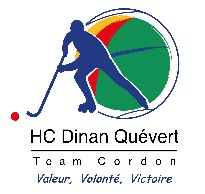 HC Dinan Quévert
Team Cordon
Valeur, Volonté, Victoire